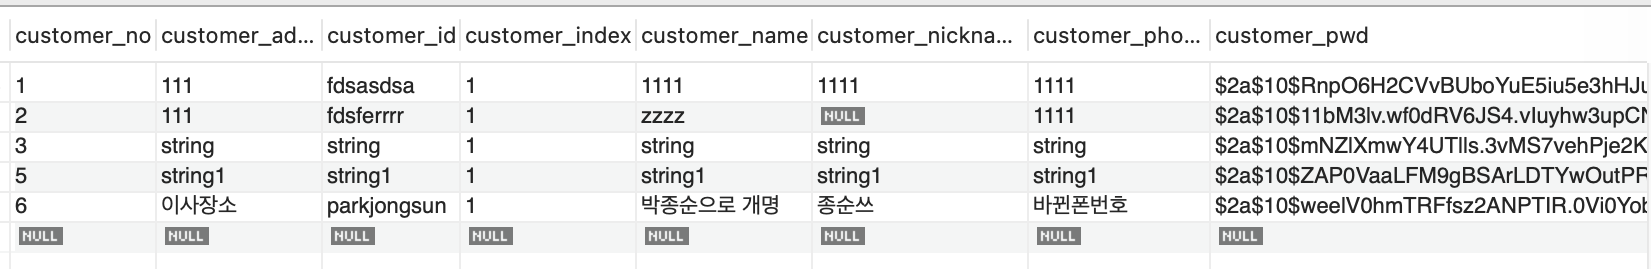 customer_no customer_ad... customer_id customer_index customer_name customer_nickna... customer_pho... customer_pwd
1 111 fdsasdsa 1 1111 1111 1111 $2a$10$RnpO6H2CVvBUboYuE5iu5e3hHJu
2 111 fdsferrrr 1 zzzz NULL 1111 $2a$10$11bM3lv.wf0dRV6JS4.vIuyhw3upCN
3 string string 1 string string string $2a$10$mNZlXmwY4UTlls.3vMS7vehPje2K
5 string1 string1 1 string1 string1 string1 $2a$10$ZAP0VaaLFM9gBSArLDTYwOutPR
6 이사장소 parkjongsun 1 박종순으로 개명 종순쓰 바뀐폰번호 $2a$10$weelV0hmTRFfsz2ANPTIR.0Vi0Yob
NULL NULL NULL NULL NULL NULL NULL NULL